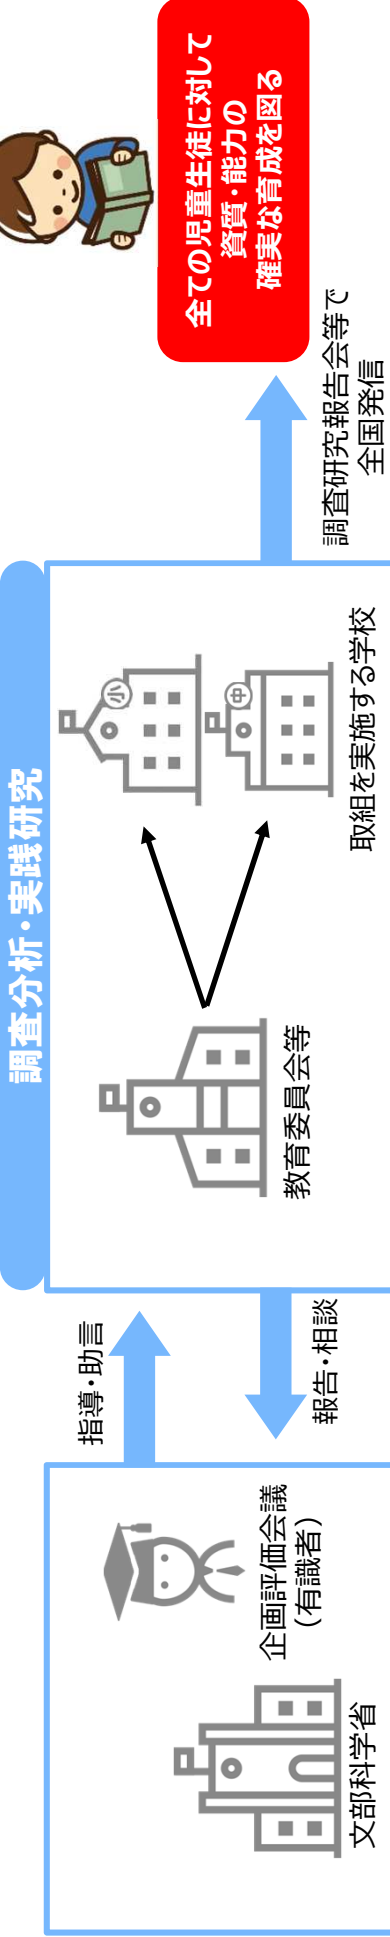 文部科学省
企画評価会議
（有識者）
指導・助言
報告・相談
調査分析・実践研究
教育委員会等
小
中
取組を実施する学校
調査研究報告会等で
全国発信
全ての児童生徒に対して
資質・能力の
確実な育成を図る